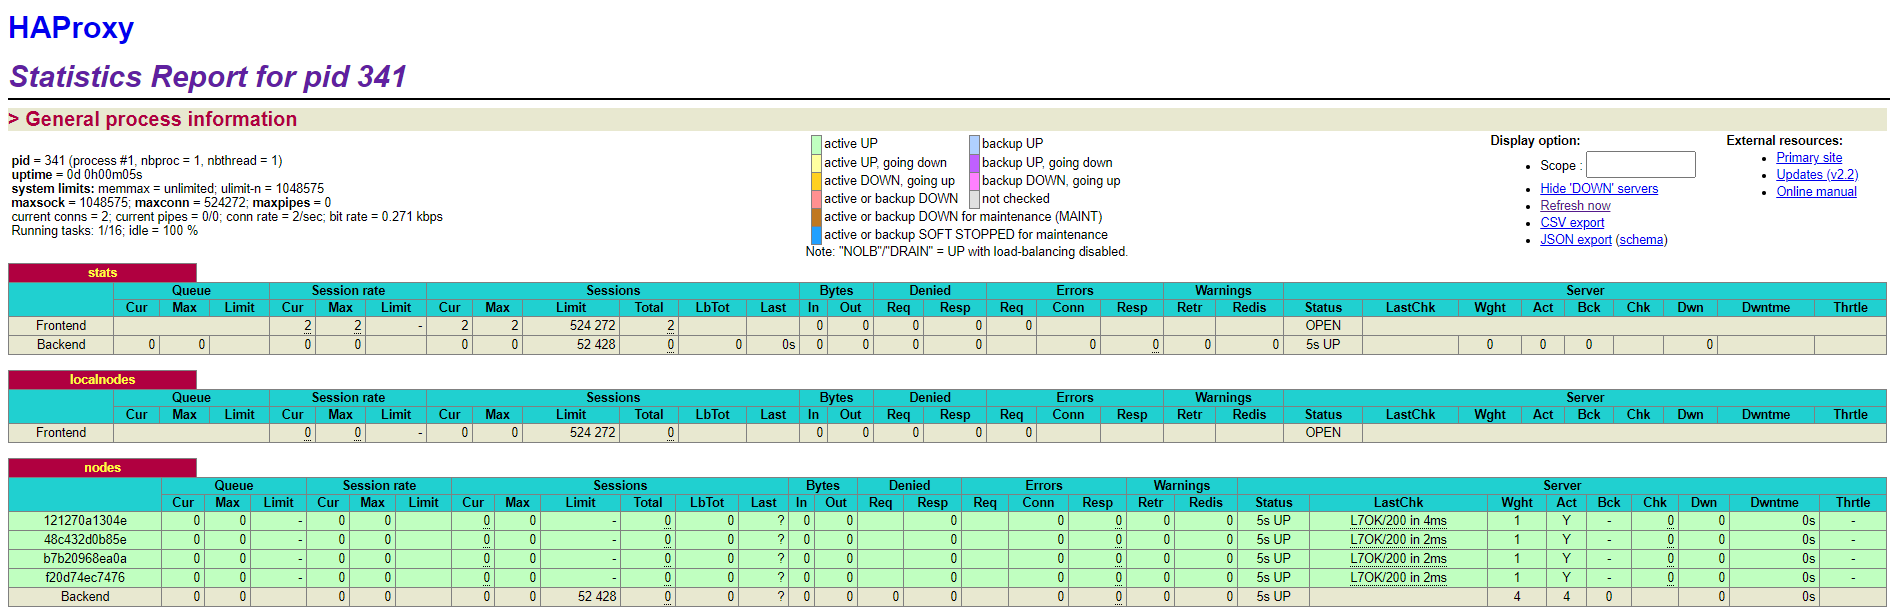 HAProxy
Statistics Report for pid 341
> General process information
pid = 341 (process #1, nbproc = 1, nbthread = 1)
uptime = 0d 0h00m05s
system limits: memmax = unlimited; ulimit-n = 1048575
maxsock = 1048575; maxconn = 524272; maxpipes = 0
current conns = 2; current pipes = 0/0; conn rate = 2/sec; bit rate = 0.271 kbps
Running tasks: 1/16; idle = 100 %
active UP backup UP
active UP, going down backup UP, going down
active DOWN, going up backup DOWN, going up
active or backup DOWN not checked
active or backup DOWN for maintenance (MAINT)
active or backup SOFT STOPPED for maintenance
Note: "NOLB"/"DRAIN" = UP with load-balancing disabled.
Display option:
Scope :
Hide 'DOWN' servers
Refresh now
CSV export
JSON export (schema)
External resources:
Primary site
Updates (v2.2)
Online manual
stats
Queue Session rate Sessions Bytes Denied Errors Warnings Server
Cur Max Limit Cur Max Limit Cur Max Limit Total LbTot Last In Out Req Resp Req Conn Resp Retr Redis Status LastChk Wght Act Bck Chk Dwn Dwntme Thrtle
Frontend 2 2 - 2 2 524 272 2 0 0 0 0 0 OPEN
Backend 0 0 0 0 0 0 52 428 0 0 0s 0 0 0 0 0 0 0 0 5s UP 0 0 0 0
localnodes
Queue Session rate Sessions Bytes Denied Errors Warnings Server
Cur Max Limit Cur Max Limit Cur Max Limit Total LbTot Last In Out Req Resp Req Conn Resp Retr Redis Status LastChk Wght Act Bck Chk Dwn Dwntme Thrtle
Frontend 0 0 - 0 0 524 272 0 0 0 0 0 0 OPEN
nodes
Queue Session rate Sessions Bytes Denied Errors Warnings Server
Cur Max Limit Cur Max Limit Cur Max Limit Total LbTot Last In Out Req Resp Req Conn Resp Retr Redis Status LastChk Wght Act Bck Chk Dwn Dwntme Thrtle
121270a1304e 0 0 - 0 0 0 0 - 0 0 ? 0 0 0 0 0 0 0 5s UP L7OK/200 in 4ms 1 Y - 0 0 0s -
48c432d0b85e 0 0 - 0 0 0 0 - 0 0 ? 0 0 0 0 0 0 0 5s UP L7OK/200 in 2ms 1 Y - 0 0 0s -
b7b20968ea0a 0 0 - 0 0 0 0 - 0 0 ? 0 0 0 0 0 0 0 5s UP L7OK/200 in 2ms 1 Y - 0 0 0s -
f20d74ec7476 0 0 - 0 0 0 0 - 0 0 ? 0 0 0 0 0 0 0 5s UP L7OK/200 in 2ms 1 Y - 0 0 0s -
Backend 0 0 0 0 0 0 52 428 0 0 ? 0 0 0 0 0 0 0 0 5s UP 4 4 0 0 0s